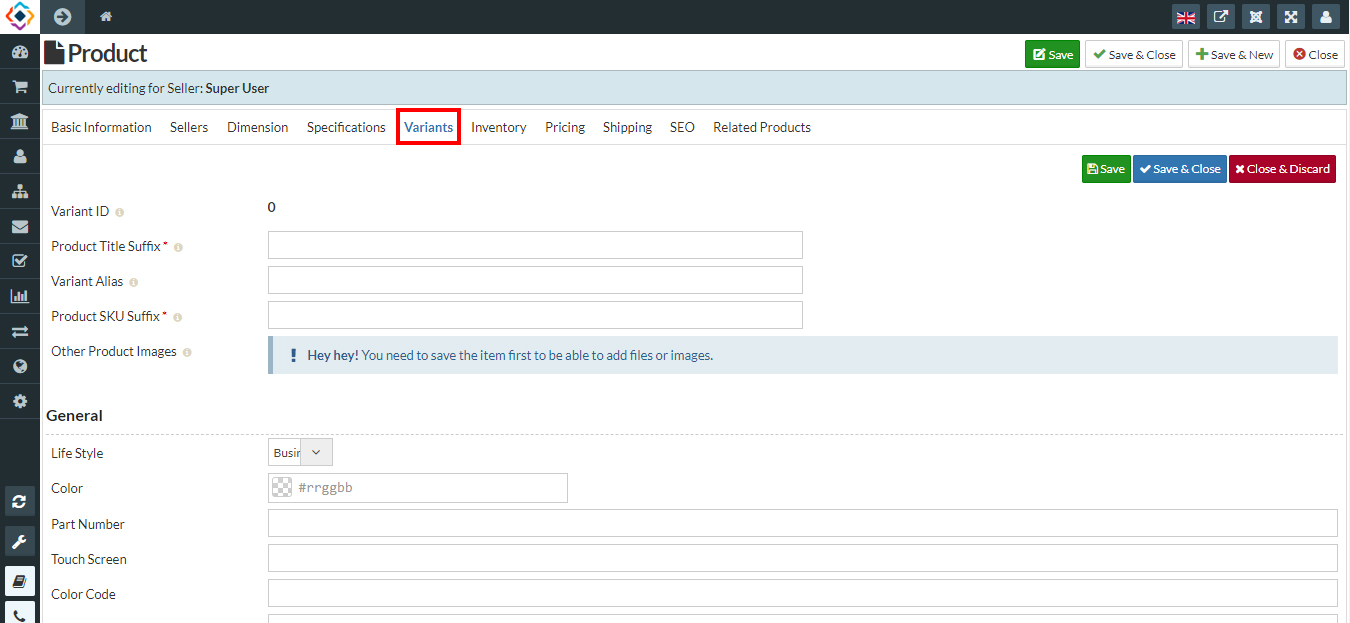 Product
Save Save & Close Save & New Close
Currently editing for Seller: Super User
Basic Information Sellers Dimension Specifications Variants Inventory Pricing Shipping SEO Related Products
Save Save & Close Close & Discard
Variant ID 0
Product Title Suffix *
Variant Alias
Product SKU Suffix *
Other Product Images ! Hey hey! You need to save the item first to be able to add files or images.
General
Life Style Busin
Color #rrggbb
Part Number
Touch Screen
Color Code